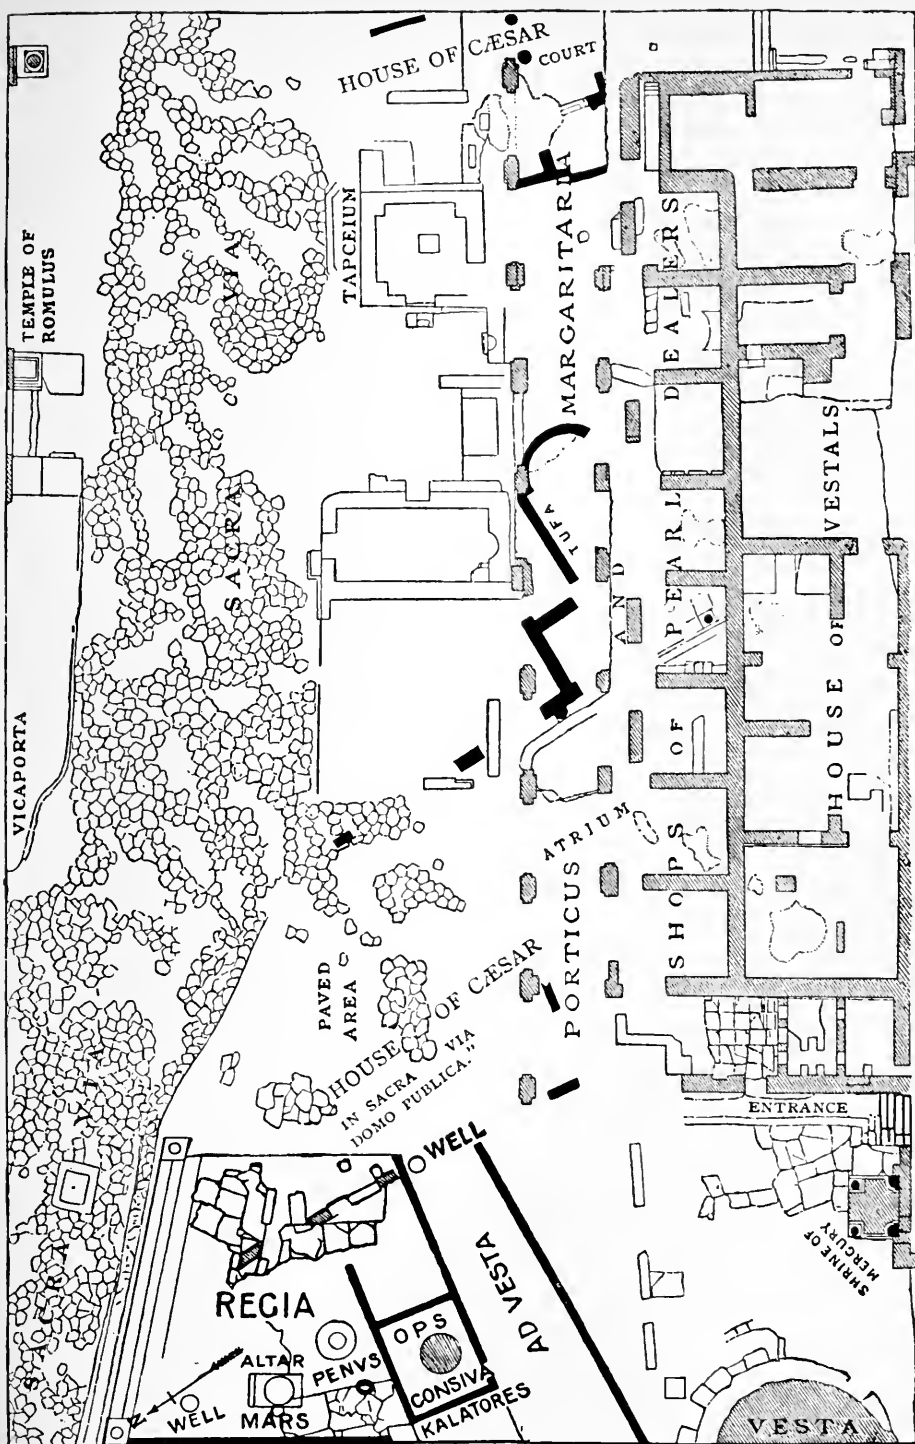 HOUSE OF CÆSAR
COURT
TEMPLE OF
ROMULUS
VIA
TAPCEIUM
MARGARITARIA
SHOPS OF PEARL DEALERS
AND
TUFA
SACRA
VICAPORTA
HOUSE OF VESTALS
ATRIUM
PORTICUS
PAVED
AREA
HOUSE OF CÆSAR
IN SACRA VIA
DOMO PUBLICA."
SACRA VIA
WELL
ENTRANCE
SHRINE OF
MERCURY
REGIA
AD VESTA
OPS
CONSIVA
KALATORES
PENVS
ALTAR
MARS
WELL
N
VESTA